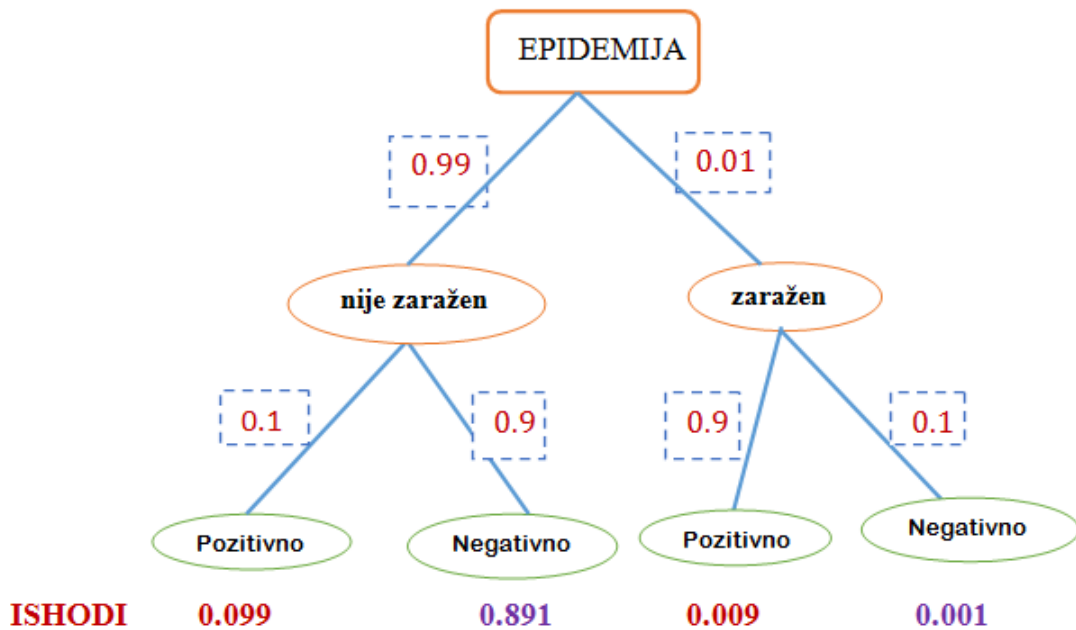 EPIDEMIJA
0.99
0.01
nije zaražen
zaražen
0.1
0.9
0.9
0.1
Pozitivno
Negativno
Pozitivno
Negativno
ISHODI 0.099 0.891 0.009 0.001